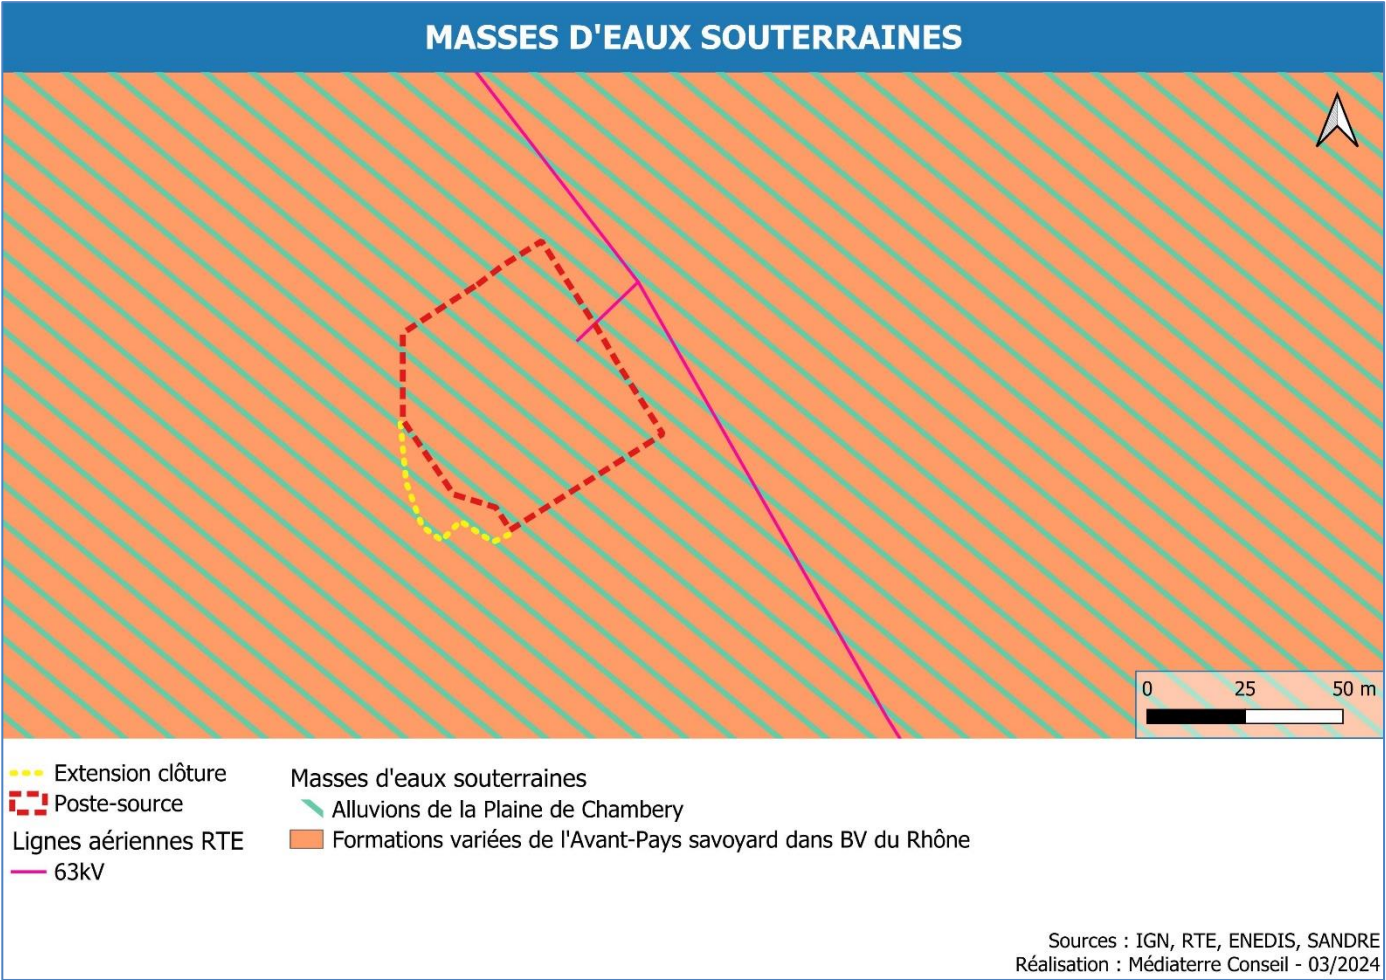 MASSES D'EAUX SOUTERRAINES
0 25 50 m
Extension clôture
Poste-source
Lignes aériennes RTE
63kV
Masses d'eaux souterraines
Alluvions de la Plaine de Chambery
Formations variées de l'Avant-Pays savoyard dans BV du Rhône
Sources : IGN, RTE, ENEDIS, SANDRE
Réalisation : Médiaterre Conseil - 03/2024